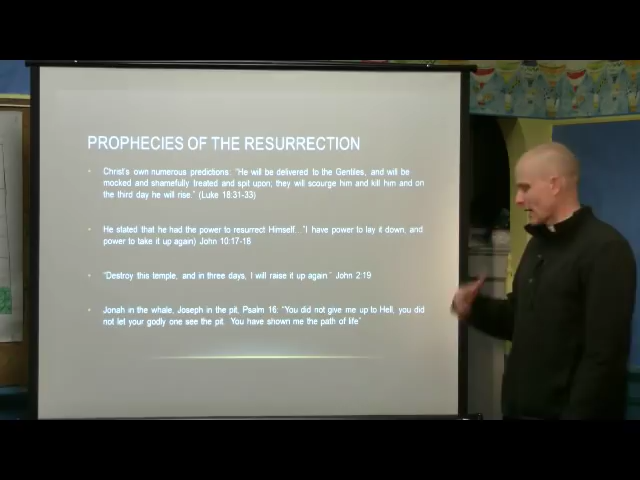 PROPHECIES OF THE RESURRECTION
• Christ's own numerous predictions: "He will be delivered to the Gentiles, and will be
mocked and shamefully treated and spit upon; they will scourge him and kill him and on
the third day he will rise." (Luke 18:31-33)
• He stated that he had the power to resurrect Himself..."I have power to lay it down, and
power to take it up again) John 10:17-18
• "Destroy this temple, and in three days, I will raise it up again" John 2:19
• Jonah in the whale, Joseph in the pit, Psalm 16: "You did not give me up to Hell, you did
not let your godly one see the pit. You have shown me the path of life"